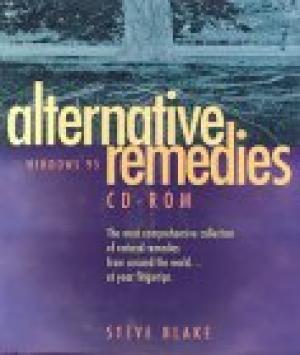 alternative
WINDOWS 95
remedies
CD-ROM
The most comprehensive collection
of natural remedies
from around the world...
at your fingertips.
STEVE BLAKE